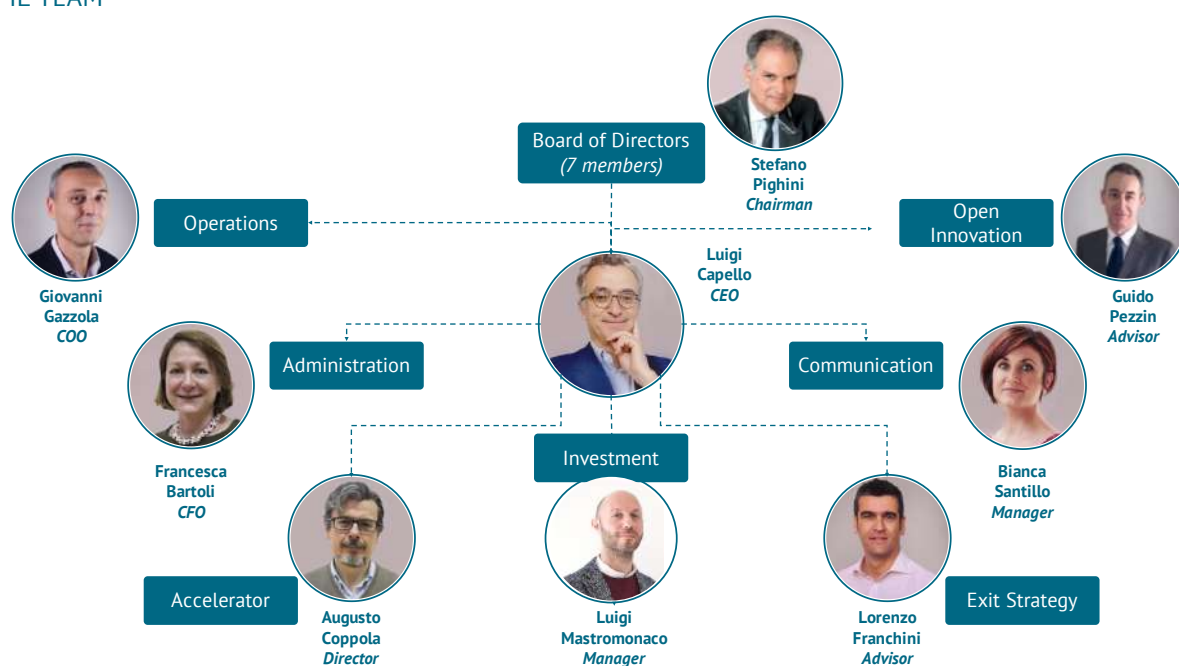 IL TEAM
Board of Directors
(7 members)
Stefano
Pighini
Chairman
Operations
Giovanni
Gazzola
COO
Open
Innovation
Guido
Pezzin
Advisor
Luigi
Capello
CEO
Administration
Francesca
Bartoli
CFO
Communication
Bianca
Santillo
Manager
Investment
Luigi
Mastromonaco
Manager
Accelerator
Augusto
Coppola
Director
Lorenzo
Franchini
Advisor
Exit Strategy